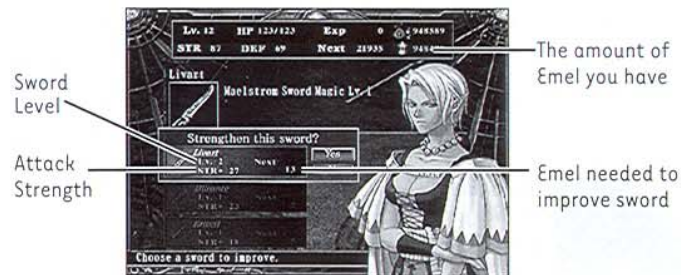 Lv. 12 HP 123/123 Exp 0 948589
STR 87 DEF 69 Next 21935
The amount of
Emel you have
Livart
Maelstrom Sword Magic Lv. 1
Sword
Level
Strengthen this sword?
Livart
Lv. 2 Next
STR+ 27 13
Yes
Attack
Strength
Emel needed to
improve sword
Choose a sword to improve.